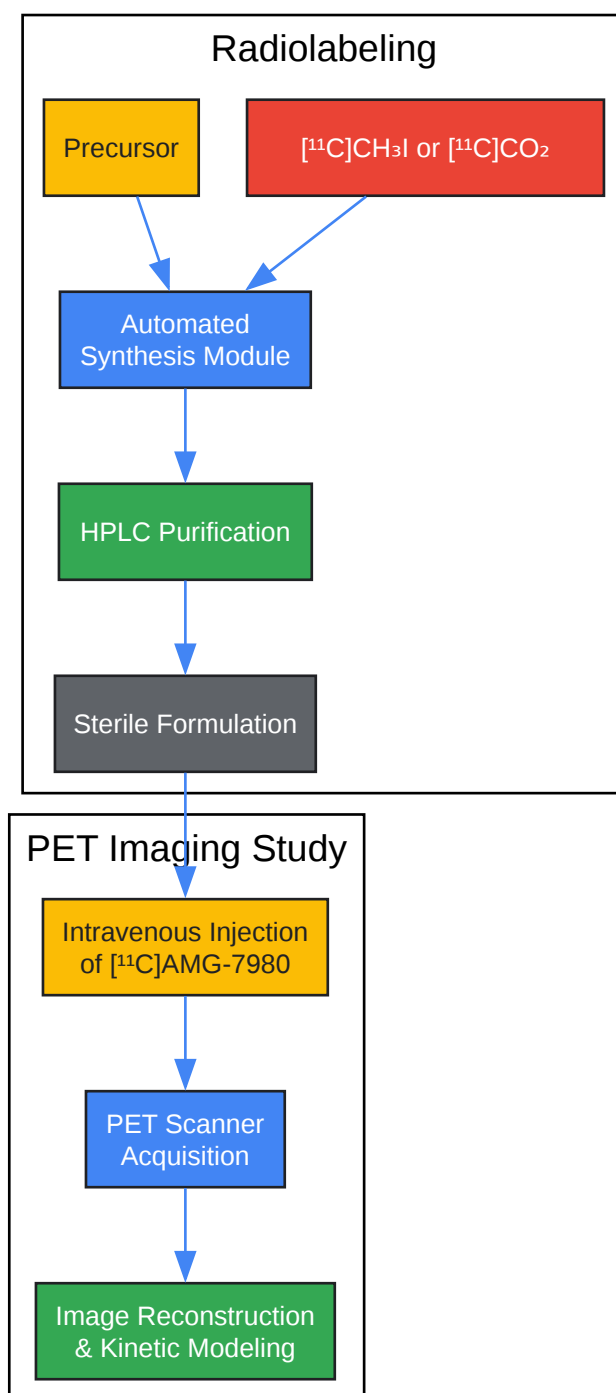 Radiolabeling
Precursor
[¹¹C]CH₃I or [¹¹C]CO₂
Automated
Synthesis Module
HPLC Purification
Sterile Formulation
PET Imaging Study
Intravenous Injection
of [¹¹C]AMG-7980
PET Scanner
Acquisition
Image Reconstruction
& Kinetic Modeling